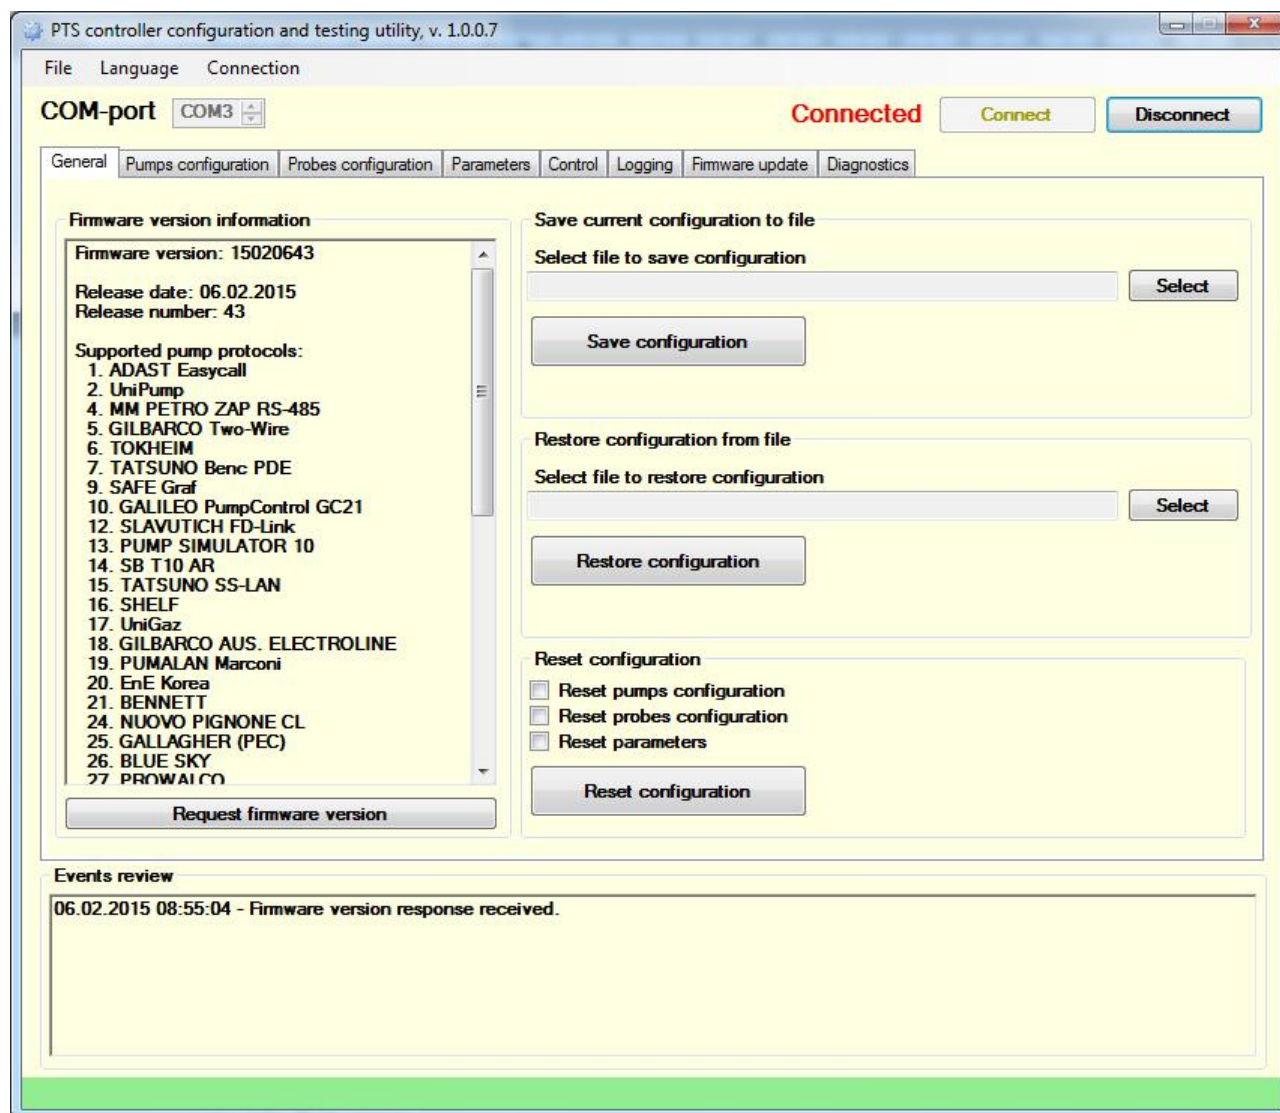 PTS controller configuration and testing utility, v. 1.0.0.7
File Language Connection
COM-port COM3 Connected Connect Disconnect
General Pumps configuration Probes configuration Parameters Control Logging Firmware update Diagnostics
Firmware version information
Firmware version: 15020643
Release date: 06.02.2015
Release number: 43
Supported pump protocols:
1. ADAST Easycall
2. UniPump
4. MM PETRO ZAP RS-485
5. GILBARCO Two-Wire
6. TOKHEIM
7. TATSUNO Benc PDE
9. SAFE Graf
10. GALILEO PumpControl GC21
12. SLAVUTICH FD-Link
13. PUMP SIMULATOR 10
14. SB T10 AR
15. TATSUNO SS-LAN
16. SHELF
17. UniGaz
18. GILBARCO AUS. ELECTROLINE
19. PUMALAN Marconi
20. EnE Korea
21. BENNETT
24. NUOVO PIGNONE CL
25. GALLAGHER (PEC)
26. BLUE SKY
27. PROWALCO
Request firmware version
Save current configuration to file
Select file to save configuration
Select
Save configuration
Restore configuration from file
Select file to restore configuration
Select
Restore configuration
Reset configuration
Reset pumps configuration
Reset probes configuration
Reset parameters
Reset configuration
Events review
06.02.2015 08:55:04 - Firmware version response received.